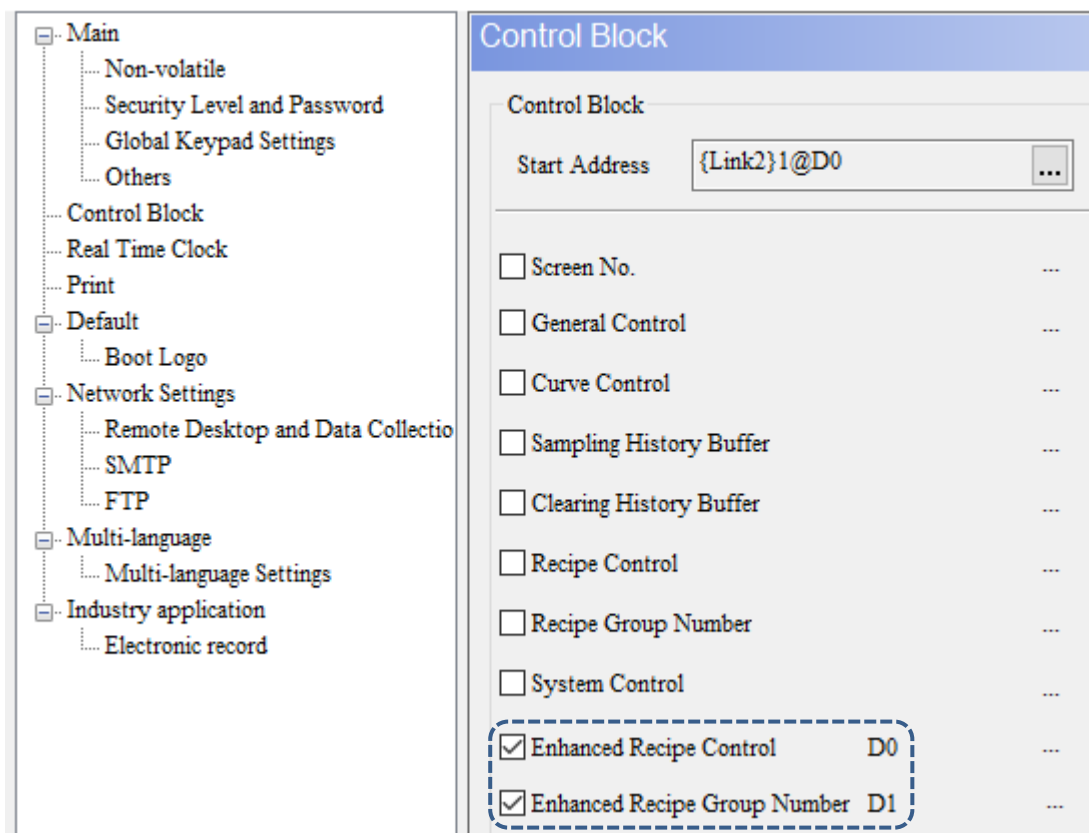 Main
Non-volatile
Security Level and Password
Global Keypad Settings
Others
Control Block
Real Time Clock
Print
Default
Boot Logo
Network Settings
Remote Desktop and Data Collectio
SMTP
FTP
Multi-language
Multi-language Settings
Industry application
Electronic record
Control Block
Control Block
Start Address {Link2}1@D0 ...
Screen No. ...
General Control ...
Curve Control ...
Sampling History Buffer ...
Clearing History Buffer ...
Recipe Control ...
Recipe Group Number ...
System Control ...
Enhanced Recipe Control D0 ...
Enhanced Recipe Group Number D1 ...